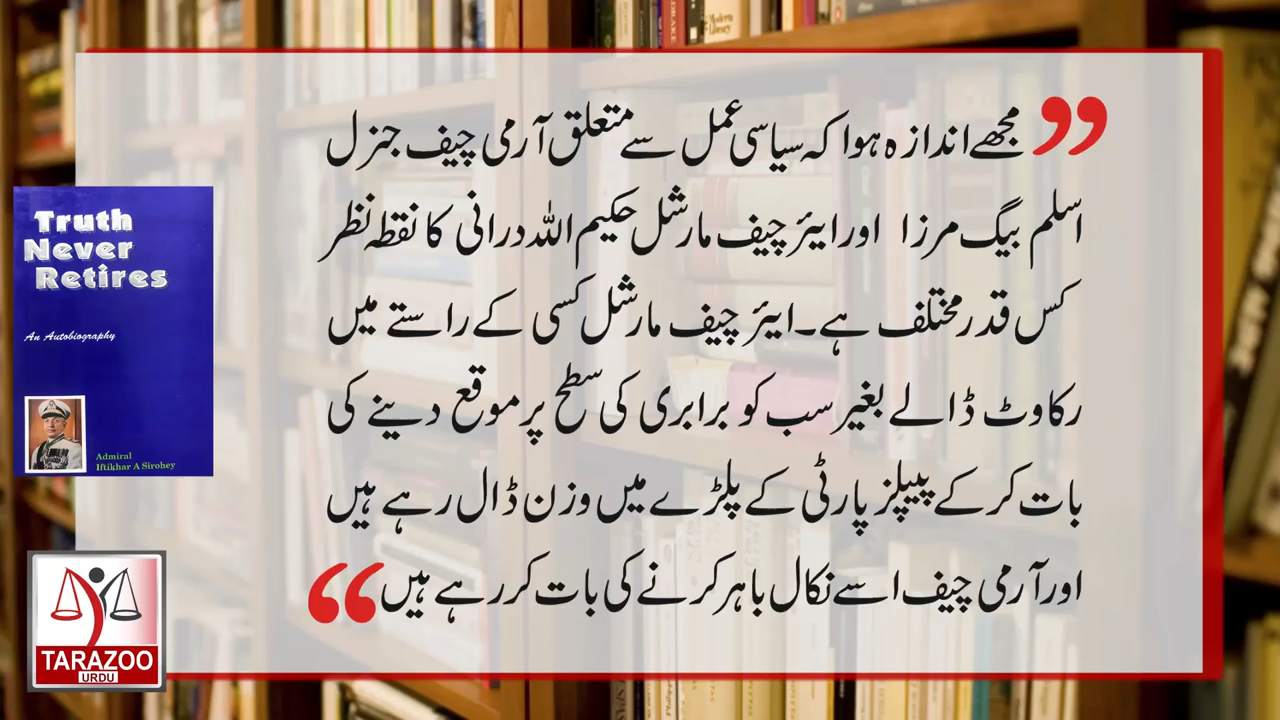 مجھے اندازہ ہوا کہ سیاسی عمل سے متعلق آرمی چیف جنرل
اسلم بیگ مرزا اور ایئر چیف مارشل حکیم اللہ درانی کا نقطہ نظر
کس قدر مختلف ہے۔ ایئر چیف مارشل کسی کے راستے میں
رکاوٹ ڈالے بغیر سب کو برابری کی سطح پر موقع دینے کی
بات کر کے پیپلز پارٹی کے پلڑے میں وزن ڈال رہے ہیں
اور آرمی چیف اسے نکال باہر کرنے کی بات کر رہے ہیں
Truth
Never
Retires
An Autobiography
Admiral
Iftikhar A Sirohey
TARAZOO
URDU